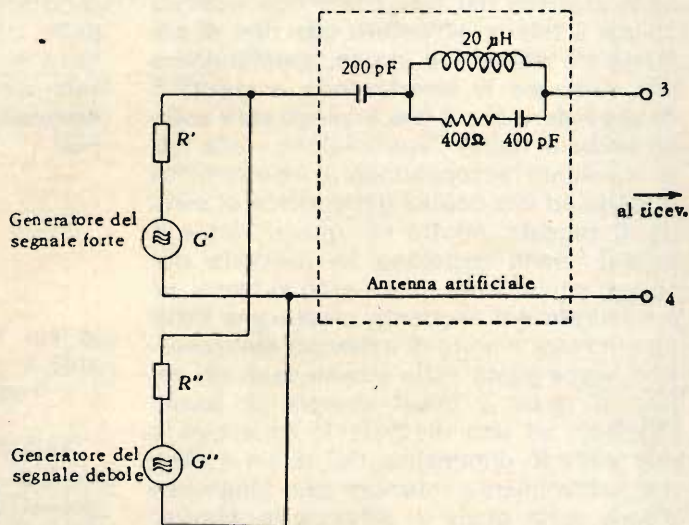 20 μH
200 pF
3
400Ω
400 pF
R'
al ricev.
Generatore del
segnale forte
G'
Antenna artificiale
4
R"
Generatore del
segnale debole
G"